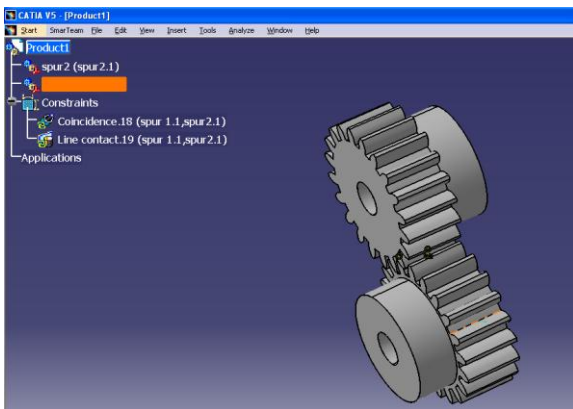 CATIA V5 - [Product1]
Start SmarTeam File Edit View Insert Tools Analyze Window Help
Product1
spur2 (spur2.1)
Constraints
Coincidence.18 (spur 1.1,spur2.1)
Line contact.19 (spur 1.1,spur2.1)
Applications